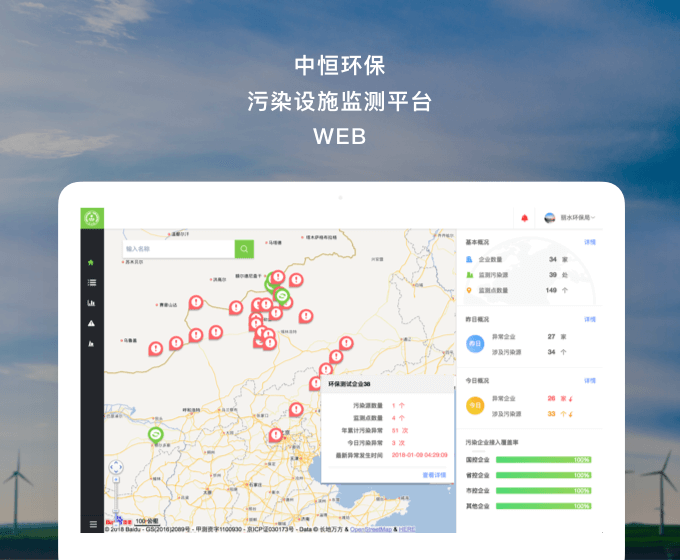 中恒环保
污染设施监测平台
WEB
丽水环保局
输入名称
基本概况 详情
企业数量 34 家
监测污染源 39 处
监测点数量 149 个
昨日概况 详情
昨日
异常企业 27 家
涉及污染源 34 个
今日概况 详情
今日
异常企业 28 家
涉及污染源 33 个
污染企业接入覆盖率
国控企业 100%
省控企业 100%
市控企业 100%
其他企业 100%
环保测试企业38
污染源数量 1 个
监测点数量 4 个
年累计污染异常 51 次
今日污染异常 3 次
最新异常发生时间 2018-01-08 04:29:09
查看详情
100 公里
© 2018 Baidu - GS(2016)2089号 - 甲测资字1100930 - 京ICP证030173号 - Data © 长地万方 & OpenStreetMap & HERE